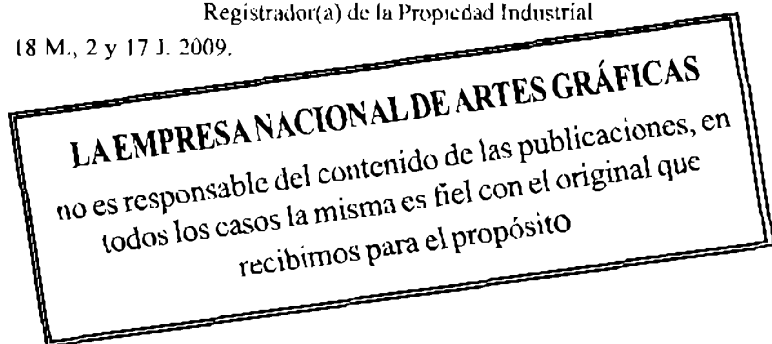 Registrador(a) de la Propiedad Industrial
18 M., 2 y 17 J. 2009.
LA EMPRESA NACIONAL DE ARTES GRÁFICAS
no es responsable del contenido de las publicaciones, en
todos los casos la misma es fiel con el original que
recibimos para el propósito